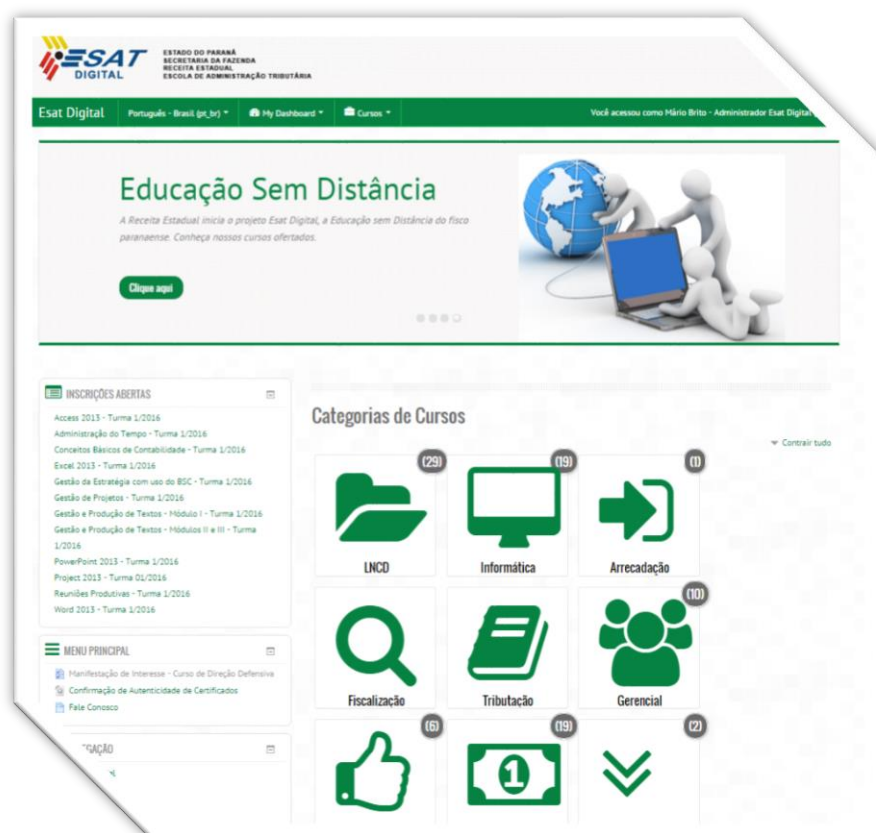 ESAT
DIGITAL
ESTADO DO PARANÁ
SECRETARIA DA FAZENDA
RECEITA ESTADUAL
ESCOLA DE ADMINISTRAÇÃO TRIBUTÁRIA
Esat Digital Português - Brasil (pt_br) My Dashboard Cursos Você acessou como Mário Brito - Administrador Esat Digital
Educação Sem Distância
A Receita Estadual inicia o projeto Esat Digital, a Educação sem Distância do fisco
paranaense. Conheça nossos cursos ofertados.
Clique aqui
INSCRIÇÕES ABERTAS
Access 2013 - Turma 1/2016
Administração do Tempo - Turma 1/2016
Conceitos Básicos de Contabilidade - Turma 1/2016
Excel 2013 - Turma 1/2016
Gestão da Estratégia com uso do BSC - Turma 1/2016
Gestão de Projetos - Turma 1/2016
Gestão e Produção de Textos - Módulo I - Turma 1/2016
Gestão e Produção de Textos - Módulos II e III - Turma
1/2016
PowerPoint 2013 - Turma 1/2016
Project 2013 - Turma 01/2016
Reuniões Produtivas - Turma 1/2016
Word 2013 - Turma 1/2016
MENU PRINCIPAL
Manifestação de Interesse - Curso de Direção Defensiva
Confirmação de Autenticidade de Certificados
Fale Conosco
Categorias de Cursos
Contrair tudo
(29)
(19)
(1)
LNCD
Informática
Arrecadação
(10)
Fiscalização
Tributação
Gerencial
(6)
(19)
(2)
1